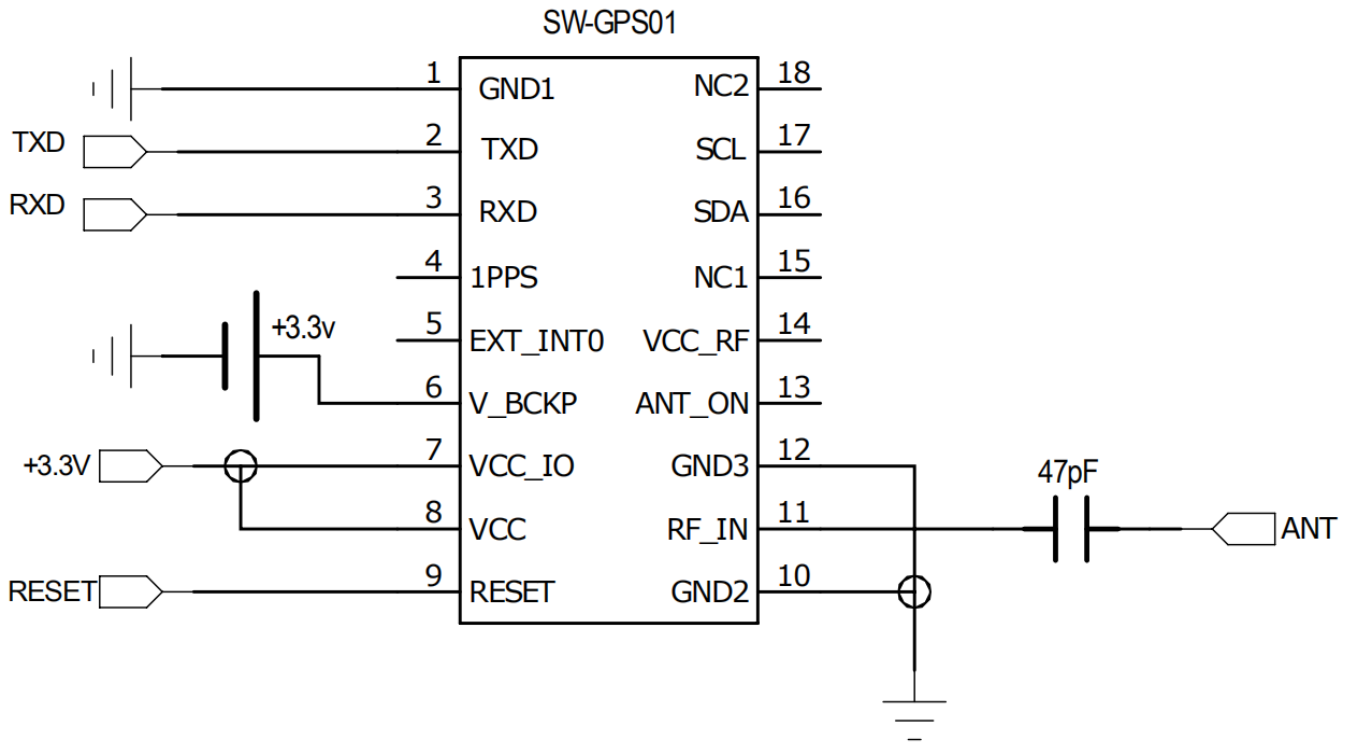 SW-GPS01
1 GND1 NC2 18
TXD 2 TXD SCL 17
RXD 3 RXD SDA 16
4 1PPS NC1 15
+3.3v 5 EXT_INT0 VCC_RF 14
6 V_BCKP ANT_ON 13
+3.3V 7 VCC_IO GND3 12 47pF
8 VCC RF_IN 11 ANT
RESET 9 RESET GND2 10